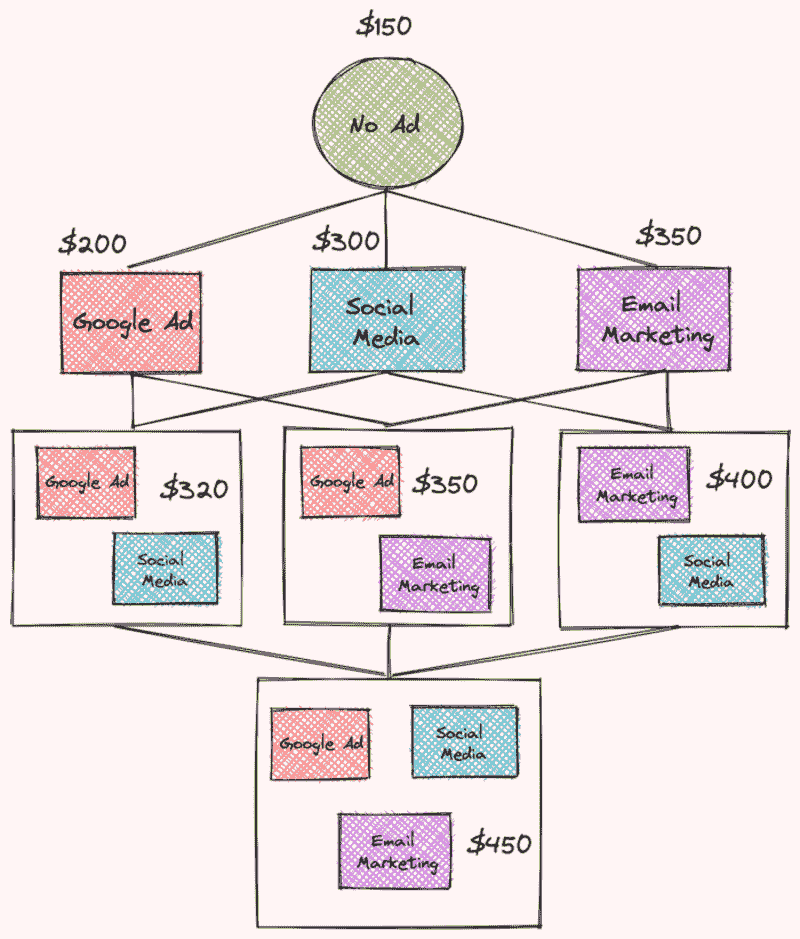 $150
No Ad
$200
$300
$350
Google Ad
Social
Media
Email
Marketing
Google Ad
$320
Social
Media
Google Ad
$350
Email
Marketing
Email
Marketing
$400
Social
Media
Google Ad
Social
Media
Email
Marketing
$450